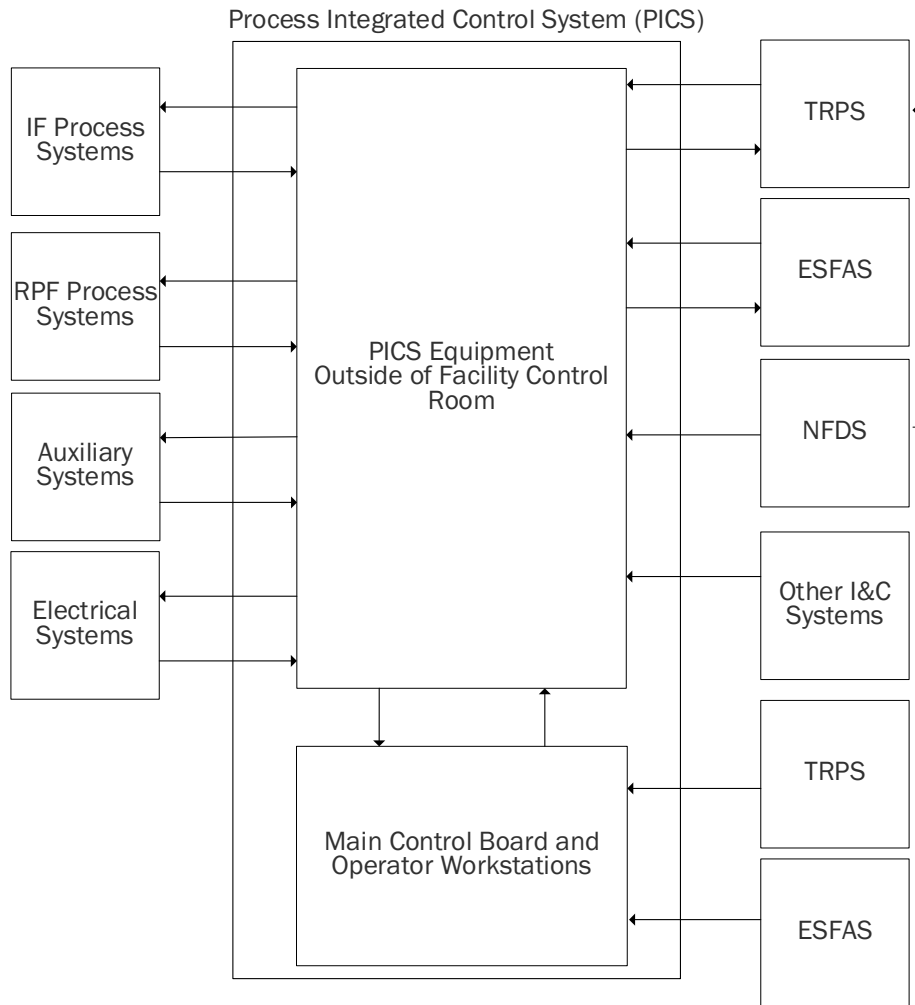 Process Integrated Control System (PICS)
IF Process
Systems
RPF Process
Systems
Auxiliary
Systems
Electrical
Systems
PICS Equipment
Outside of Facility Control
Room
Main Control Board and
Operator Workstations
TRPS
ESFAS
NFDS
Other I&C
Systems
TRPS
ESFAS